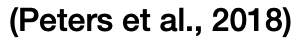 (Peters et al., 2018)